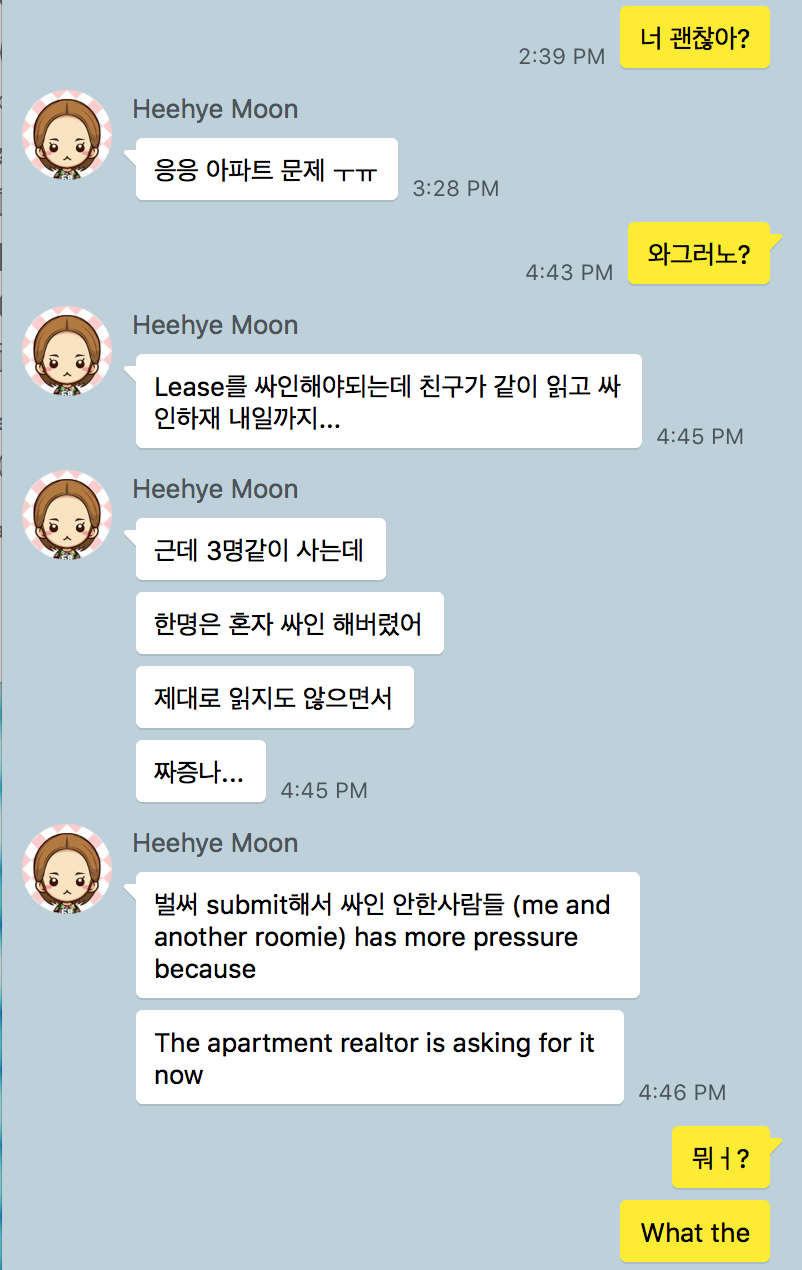 너 괜찮아?
2:39 PM
Heehye Moon
응응 아파트 문제 ㅜㅠ
3:28 PM
와그러노?
4:43 PM
Heehye Moon
Lease를 싸인해야되는데 친구가 같이 읽고 싸
인하재 내일까지...
4:45 PM
Heehye Moon
근데 3명같이 사는데
한명은 혼자 싸인 해버렸어
제대로 읽지도 않으면서
짜증나...
4:45 PM
Heehye Moon
벌써 submit해서 싸인 안한사람들 (me and
another roomie) has more pressure
because
The apartment realtor is asking for it
now
4:46 PM
뭐ㅓ?
What the